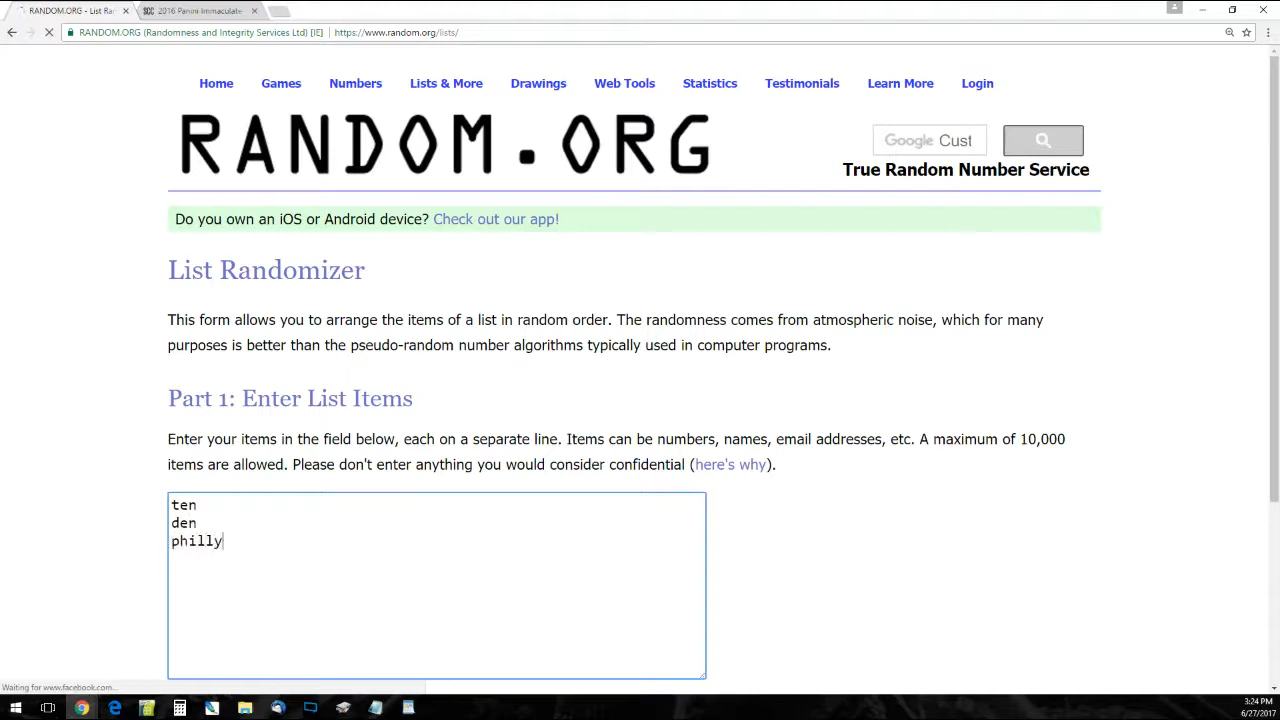 RANDOM.ORG - List Ra
2016 Panini Immaculate
RANDOM.ORG (Randomness and Integrity Services Ltd) [IE]
https://www.random.org/lists/
Home Games Numbers Lists & More Drawings Web Tools Statistics Testimonials Learn More Login
RANDOM.ORG
Google Cust
True Random Number Service
Do you own an iOS or Android device? Check out our app!
List Randomizer
This form allows you to arrange the items of a list in random order. The randomness comes from atmospheric noise, which for many
purposes is better than the pseudo-random number algorithms typically used in computer programs.
Part 1: Enter List Items
Enter your items in the field below, each on a separate line. Items can be numbers, names, email addresses, etc. A maximum of 10,000
items are allowed. Please don't enter anything you would consider confidential (here's why).
ten
den
philly
Waiting for www.facebook.com...
3:24 PM
6/27/2017